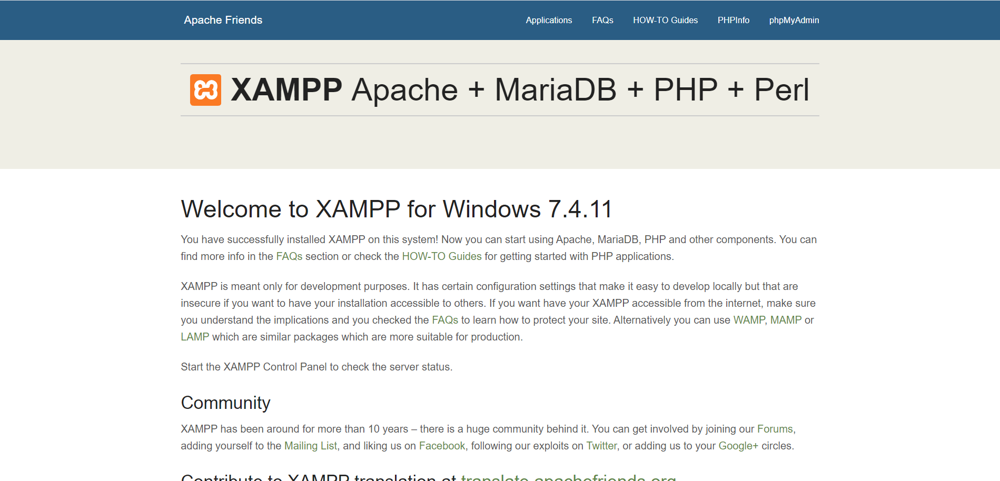 Apache Friends
Applications FAQs HOW-TO Guides PHPInfo phpMyAdmin
XAMPP Apache + MariaDB + PHP + Perl
Welcome to XAMPP for Windows 7.4.11
You have successfully installed XAMPP on this system! Now you can start using Apache, MariaDB, PHP and other components. You can
find more info in the FAQs section or check the HOW-TO Guides for getting started with PHP applications.
XAMPP is meant only for development purposes. It has certain configuration settings that make it easy to develop locally but that are
insecure if you want to have your installation accessible to others. If you want have your XAMPP accessible from the internet, make sure
you understand the implications and you checked the FAQs to learn how to protect your site. Alternatively you can use WAMP, MAMP or
LAMP which are similar packages which are more suitable for production.
Start the XAMPP Control Panel to check the server status.
Community
XAMPP has been around for more than 10 years – there is a huge community behind it. You can get involved by joining our Forums,
adding yourself to the Mailing List, and liking us on Facebook, following our exploits on Twitter, or adding us to your Google+ circles.
Contribute to XAMPP translation at translate.apachefriends.org